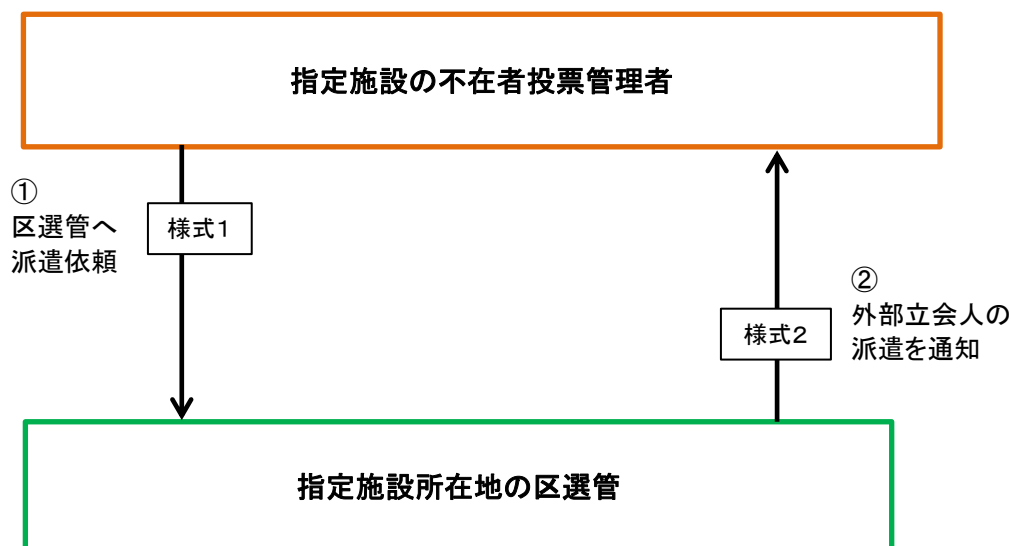 指定施設の不在者投票管理者
①
区選管へ
派遣依頼
様式1
②
外部立会人の
派遣を通知
様式2
指定施設所在地の区選管